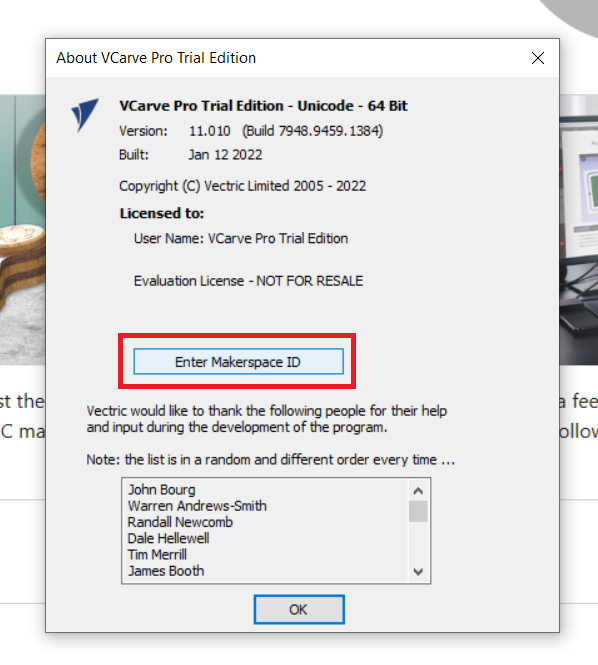 About VCarve Pro Trial Edition
VCarve Pro Trial Edition - Unicode - 64 Bit
Version: 11.010 (Build 7948.9459.1384)
Built: Jan 12 2022
Copyright (C) Vectric Limited 2005 - 2022
Licensed to:
User Name: VCarve Pro Trial Edition
Evaluation License - NOT FOR RESALE
Enter Makerspace ID
st the
a fee
C ma
ollow
Vectric would like to thank the following people for their help
and input during the development of the program.
Note: the list is in a random and different order every time ...
John Bourg
Warren Andrews-Smith
Randall Newcomb
Dale Hellewell
Tim Merrill
James Booth
OK